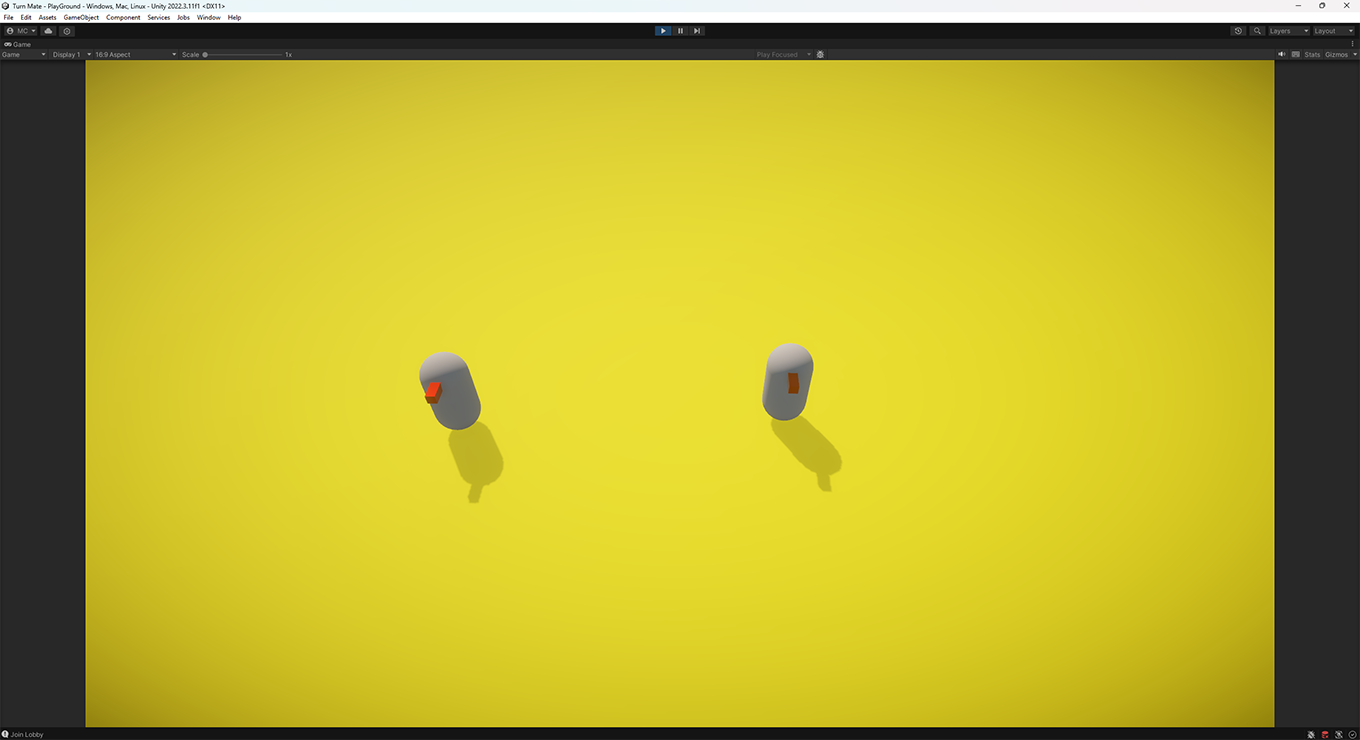 Turn Mate - PlayGround - Windows, Mac, Linux - Unity 2022.3.11f1 <DX11>
File Edit Assets GameObject Component Services Jobs Window Help
MC Layers Layout
Game
Game Display 1 16:9 Aspect Scale 1x Play Focused Stats Gizmos
Join Lobby